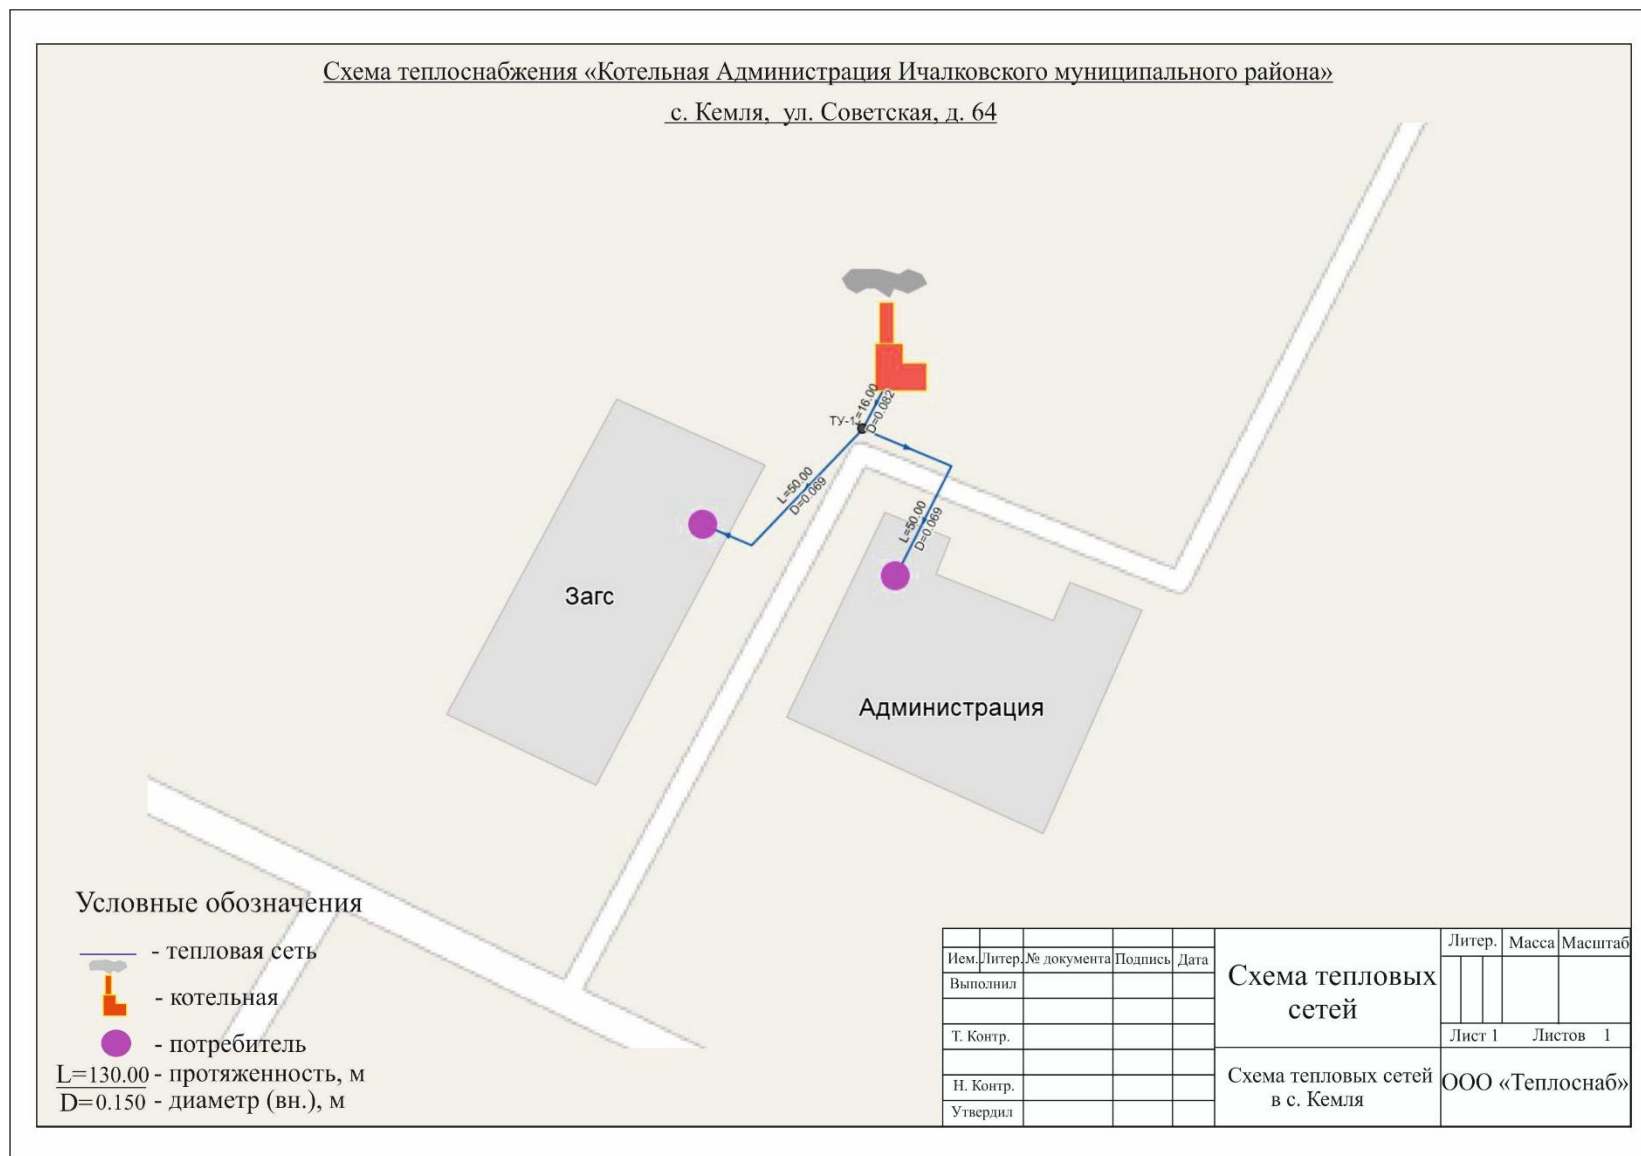 Схема теплоснабжения «Котельная Администрация Ичалковского муниципального района»
с. Кемля, ул. Советская, д. 64
L=16.00
D=0.082
ТУ-1
L=50.00
D=0.069
L=50.00
D=0.069
Загс
Администрация
Условные обозначения
- тепловая сеть
- котельная
- потребитель
L=130.00 - протяженность, м
D=0.150 - диаметр (вн.), м
Изм. Литер. № документа Подпись Дата
Выполнил
Т. Контр.
Н. Контр.
Утвердил
Схема тепловых
сетей
Схема тепловых сетей
в с. Кемля
Литер. Масса Масштаб
Лист 1 Листов 1
ООО «Теплоснаб»